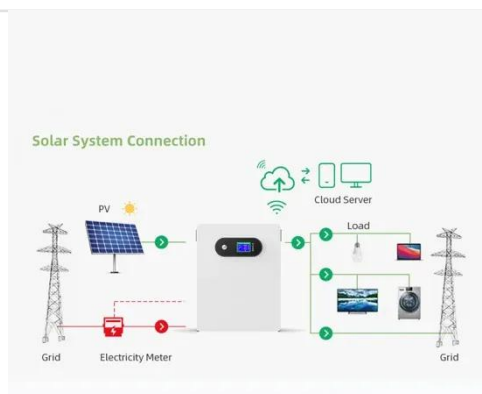 Solar System Connection
Cloud Server
PV
Load
Grid
Electricity Meter
Grid